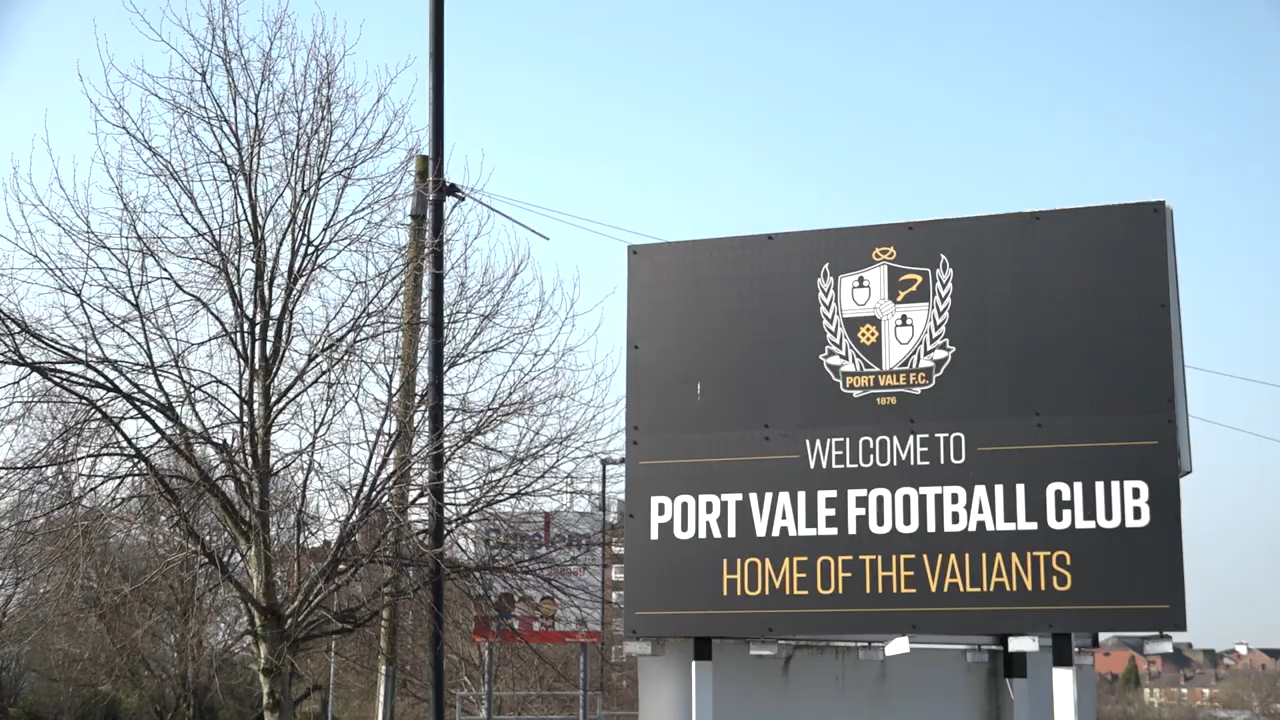 PORT VALE F.C.
1876
WELCOME TO
PORT VALE FOOTBALL CLUB
HOME OF THE VALIANTS